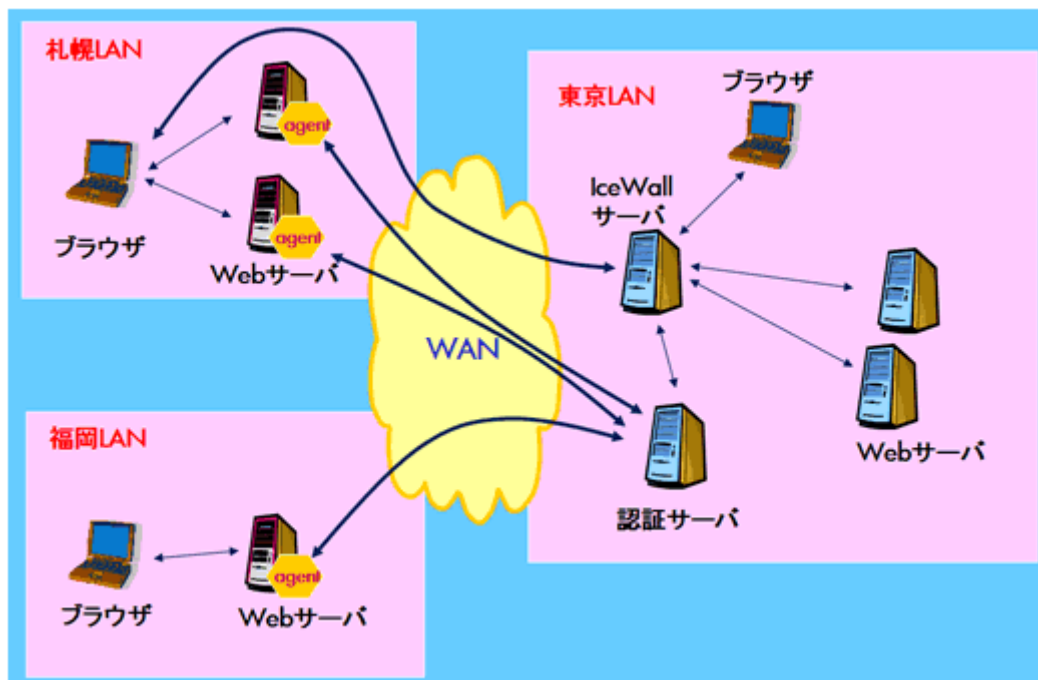 札幌LAN
agent
ブラウザ
agent
Webサーバ
WAN
東京LAN
ブラウザ
IceWall
サーバ
Webサーバ
認証サーバ
福岡LAN
ブラウザ
agent
Webサーバ